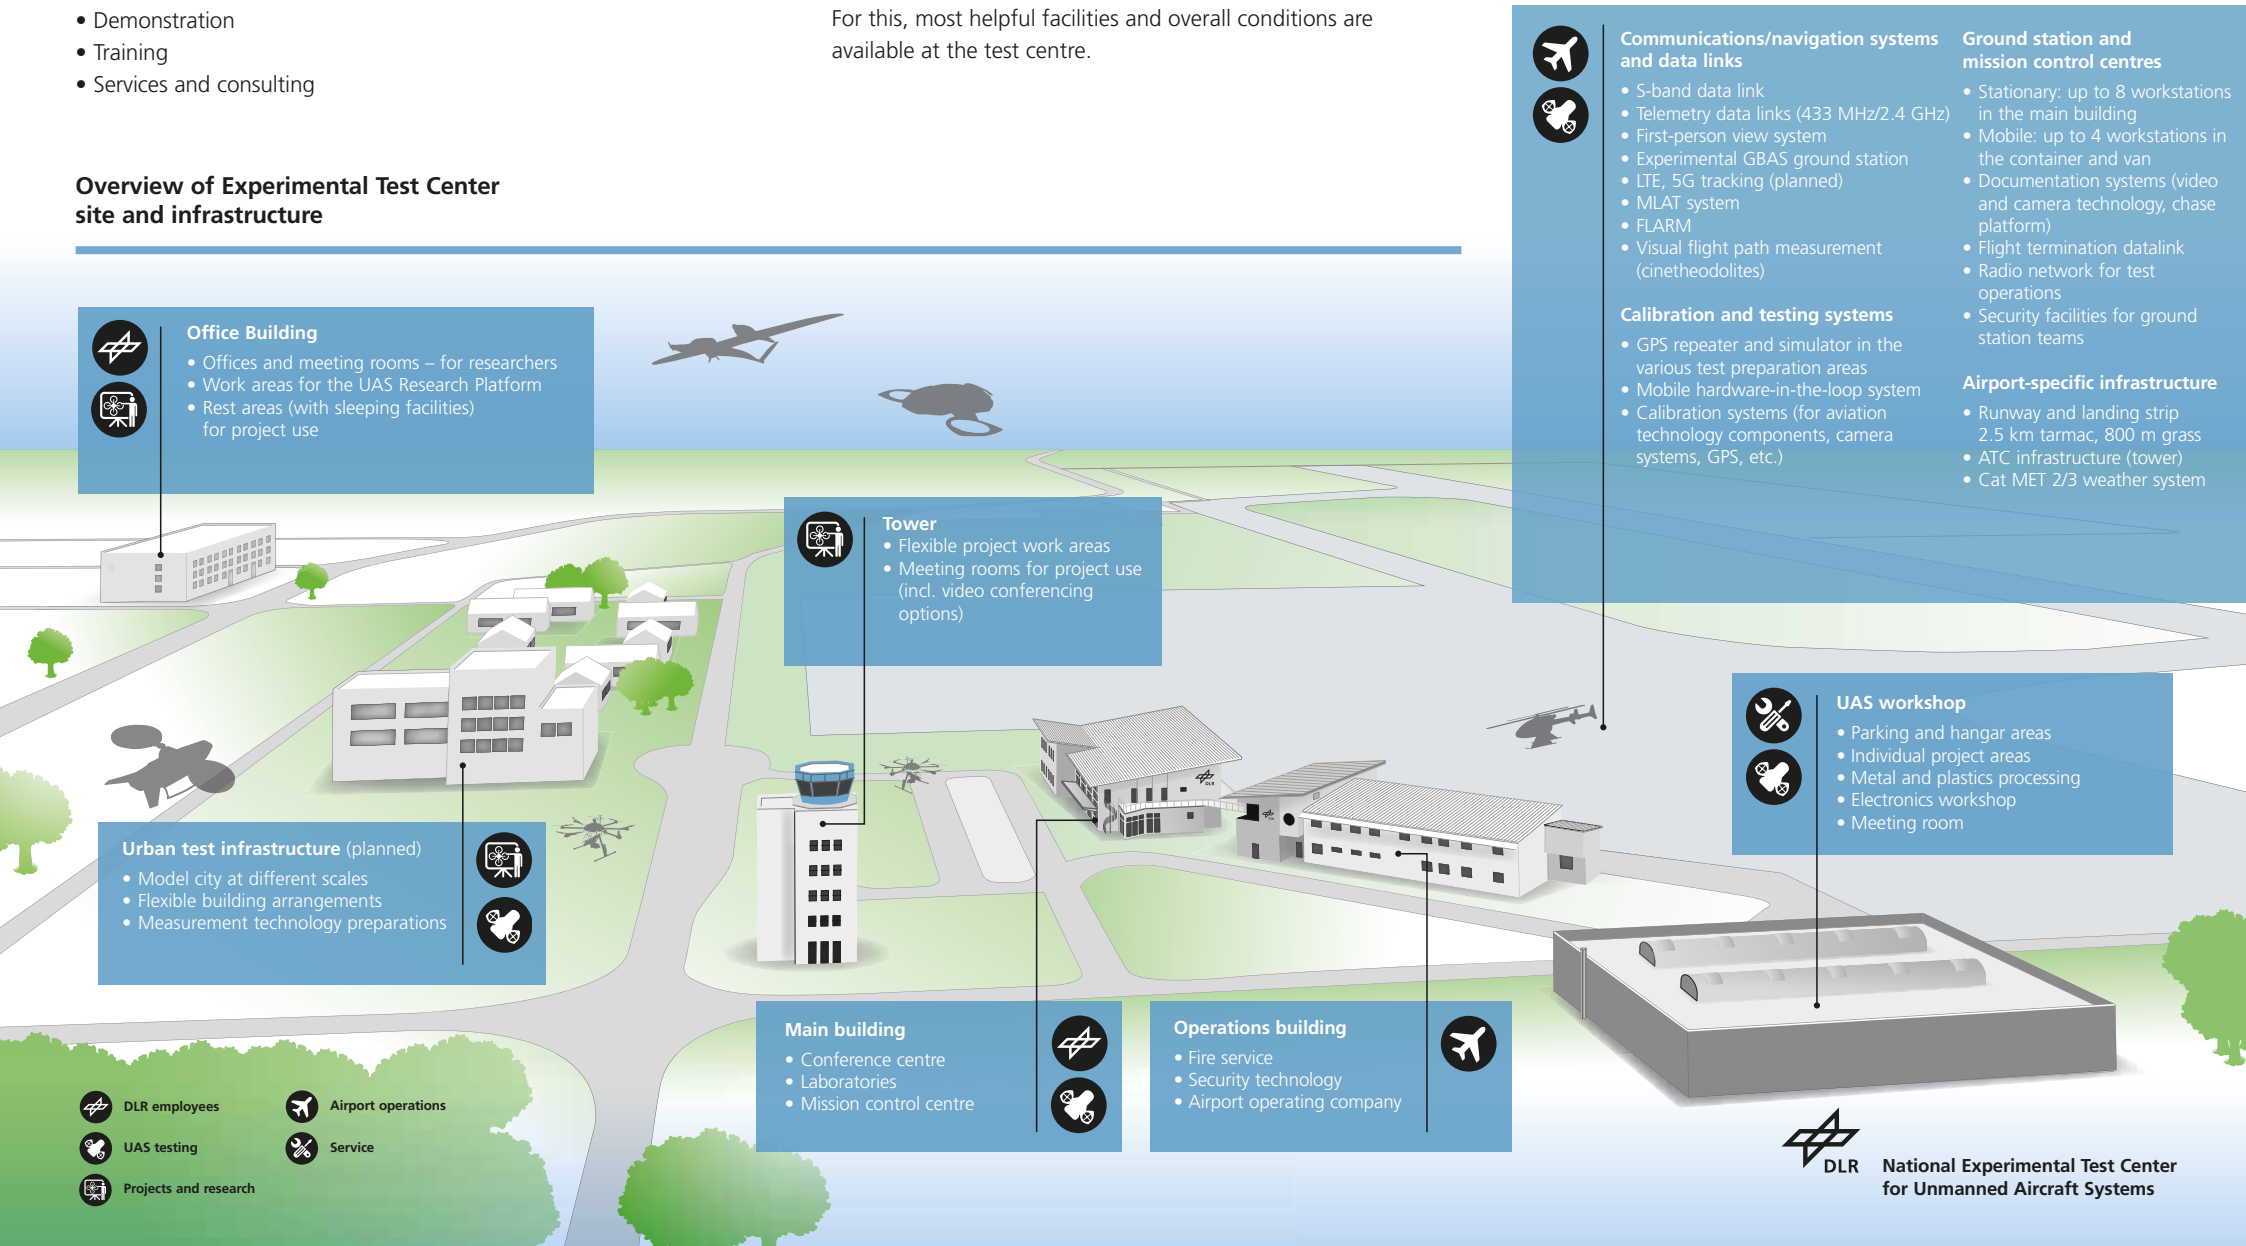 • Demonstration
• Training
• Services and consulting
For this, most helpful facilities and overall conditions are
available at the test centre.
Overview of Experimental Test Center
site and infrastructure
Communications/navigation systems
and data links
• S-band data link
• Telemetry data links (433 MHz/2.4 GHz)
• First-person view system
• Experimental GBAS ground station
• LTE, 5G tracking (planned)
• MLAT system
• FLARM
• Visual flight path measurement
(cinetheodolites)
Calibration and testing systems
• GPS repeater and simulator in the
various test preparation areas
• Mobile hardware-in-the-loop system
• Calibration systems (for aviation
technology components, camera
systems, GPS, etc.)
Ground station and
mission control centres
• Stationary: up to 8 workstations
in the main building
• Mobile: up to 4 workstations in
the container and van
• Documentation systems (video
and camera technology, chase
platform)
• Flight termination datalink
• Radio network for test
operations
• Security facilities for ground
station teams
Airport-specific infrastructure
• Runway and landing strip
2.5 km tarmac, 800 m grass
• ATC infrastructure (tower)
• Cat MET 2/3 weather system
Office Building
• Offices and meeting rooms – for researchers
• Work areas for the UAS Research Platform
• Rest areas (with sleeping facilities)
for project use
Tower
• Flexible project work areas
• Meeting rooms for project use
(incl. video conferencing
options)
UAS workshop
• Parking and hangar areas
• Individual project areas
• Metal and plastics processing
• Electronics workshop
• Meeting room
DLR
Urban test infrastructure (planned)
• Model city at different scales
• Flexible building arrangements
• Measurement technology preparations
Main building
• Conference centre
• Laboratories
• Mission control centre
Operations building
• Fire service
• Security technology
• Airport operating company
DLR employees
UAS testing
Projects and research
Airport operations
Service
DLR
National Experimental Test Center
for Unmanned Aircraft Systems